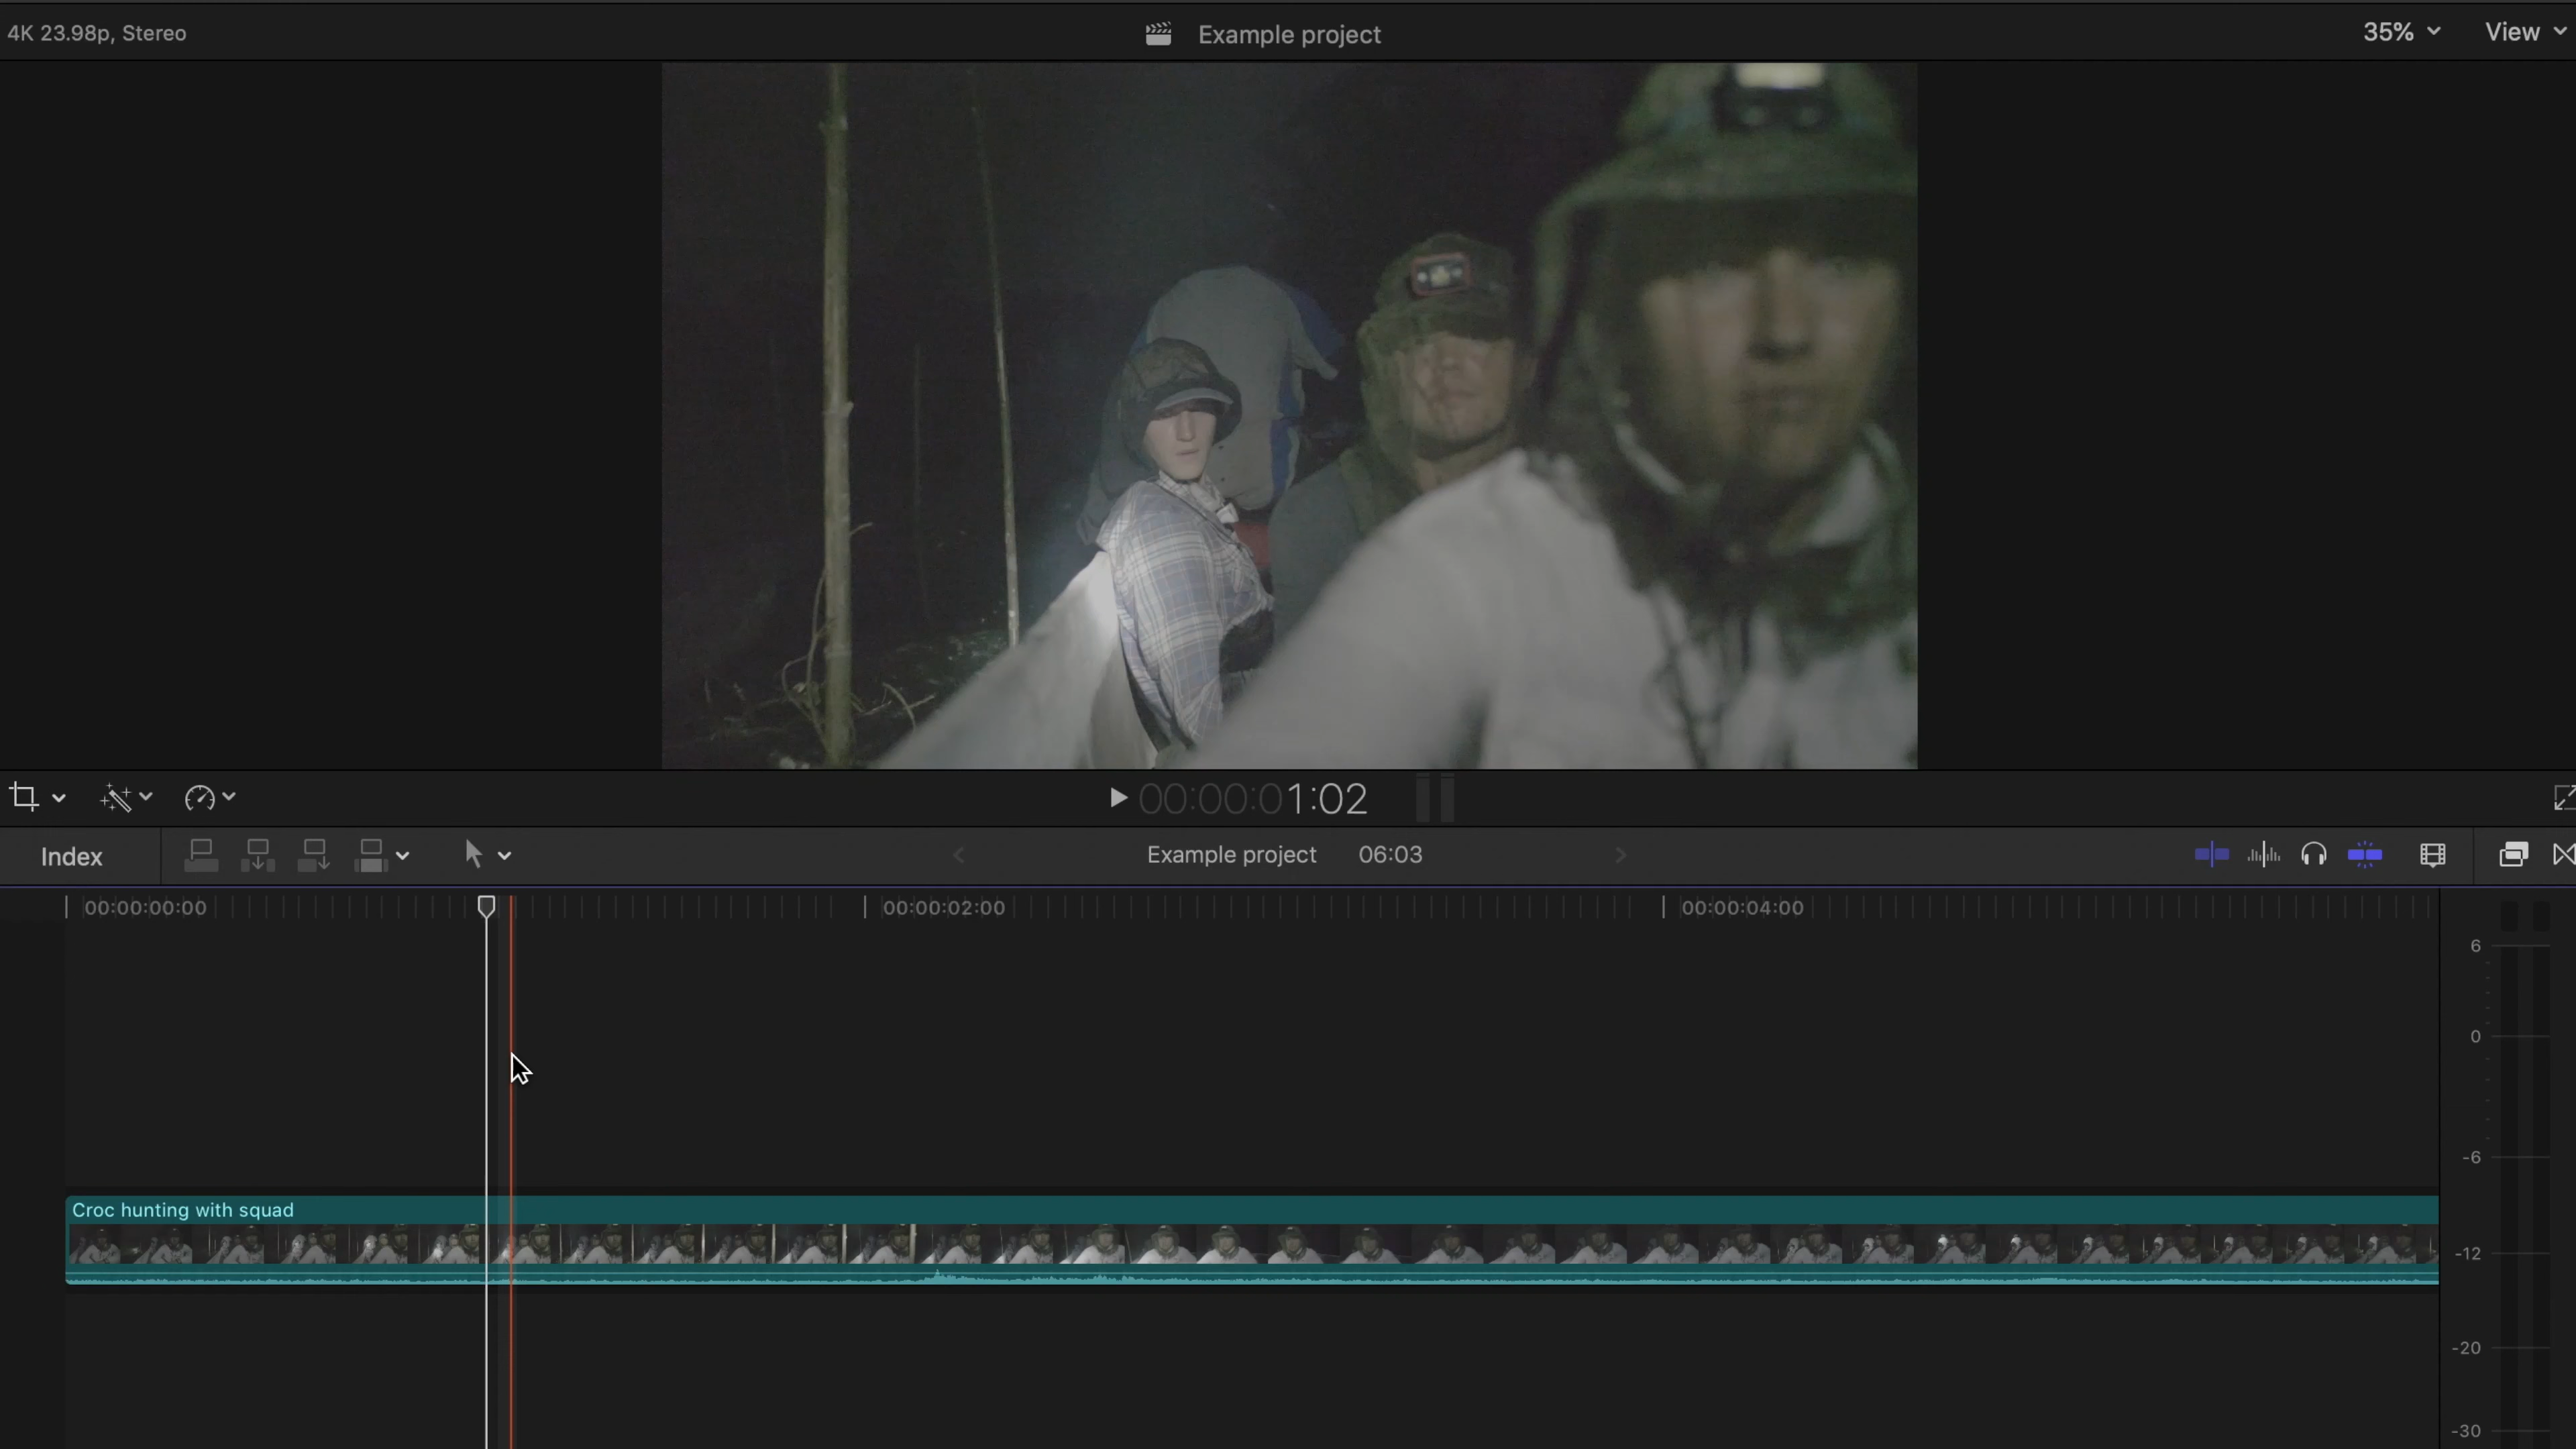 4K 23.98p, Stereo
Example project
35%
View
00:00:01:02
Index
Example project 06:03
00:00:00:00
00:00:02:00
00:00:04:00
6
0
-6
-12
-20
-30
Croc hunting with squad